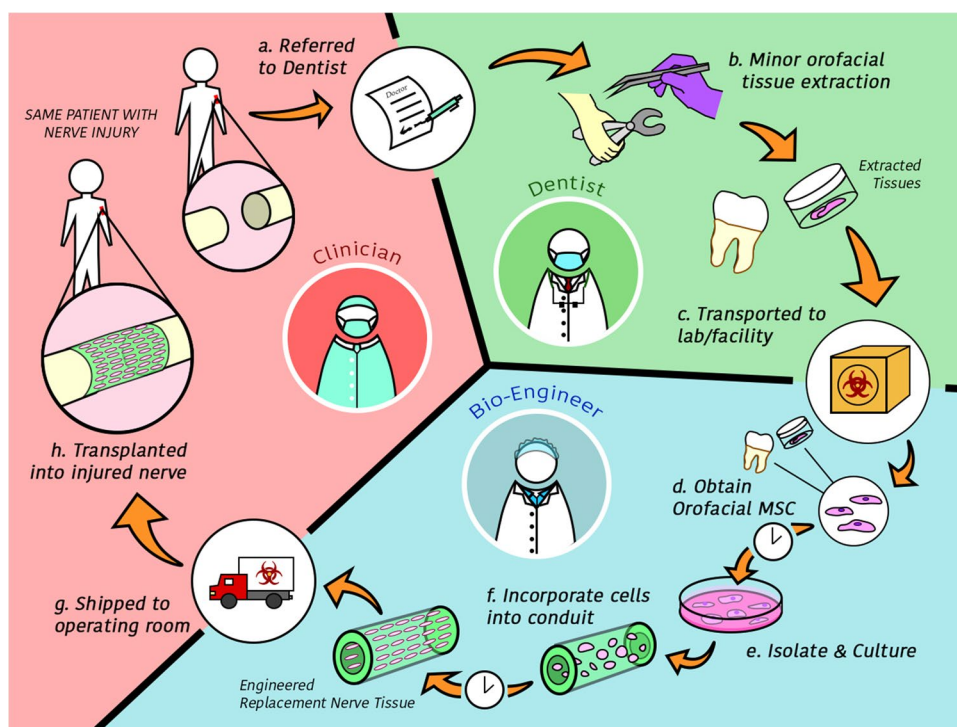 a. Referred
to Dentist
Doctor
SAME PATIENT WITH
NERVE INJURY
b. Minor orofacial
tissue extraction
Extracted
Tissues
Dentist
c. Transported to
lab/facility
Clinician
Bio-Engineer
d. Obtain
Orofacial MSC
e. Isolate & Culture
f. Incorporate cells
into conduit
Engineered
Replacement Nerve Tissue
g. Shipped to
operating room
h. Transplanted
into injured nerve